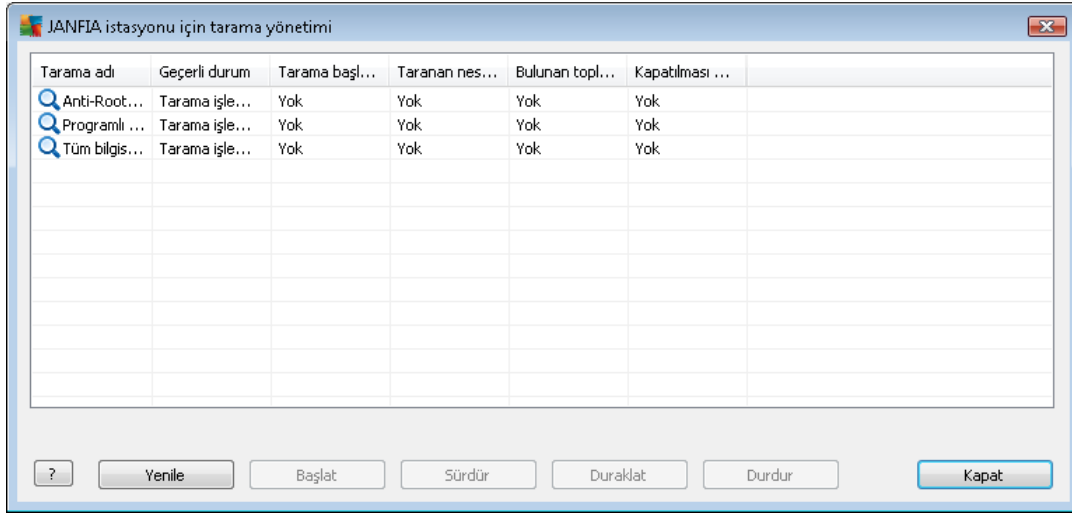 JANFIA istasyonu için tarama yönetimi
Tarama adı Geçerli durum Tarama başl... Taranan nes... Bulunan topl... Kapatılması ...
Anti-Root... Tarama işle... Yok Yok Yok Yok
Programlı ... Tarama işle... Yok Yok Yok Yok
Tüm bilgis... Tarama işle... Yok Yok Yok Yok
? Yenile Başlat Sürdür Duraklat Durdur Kapat